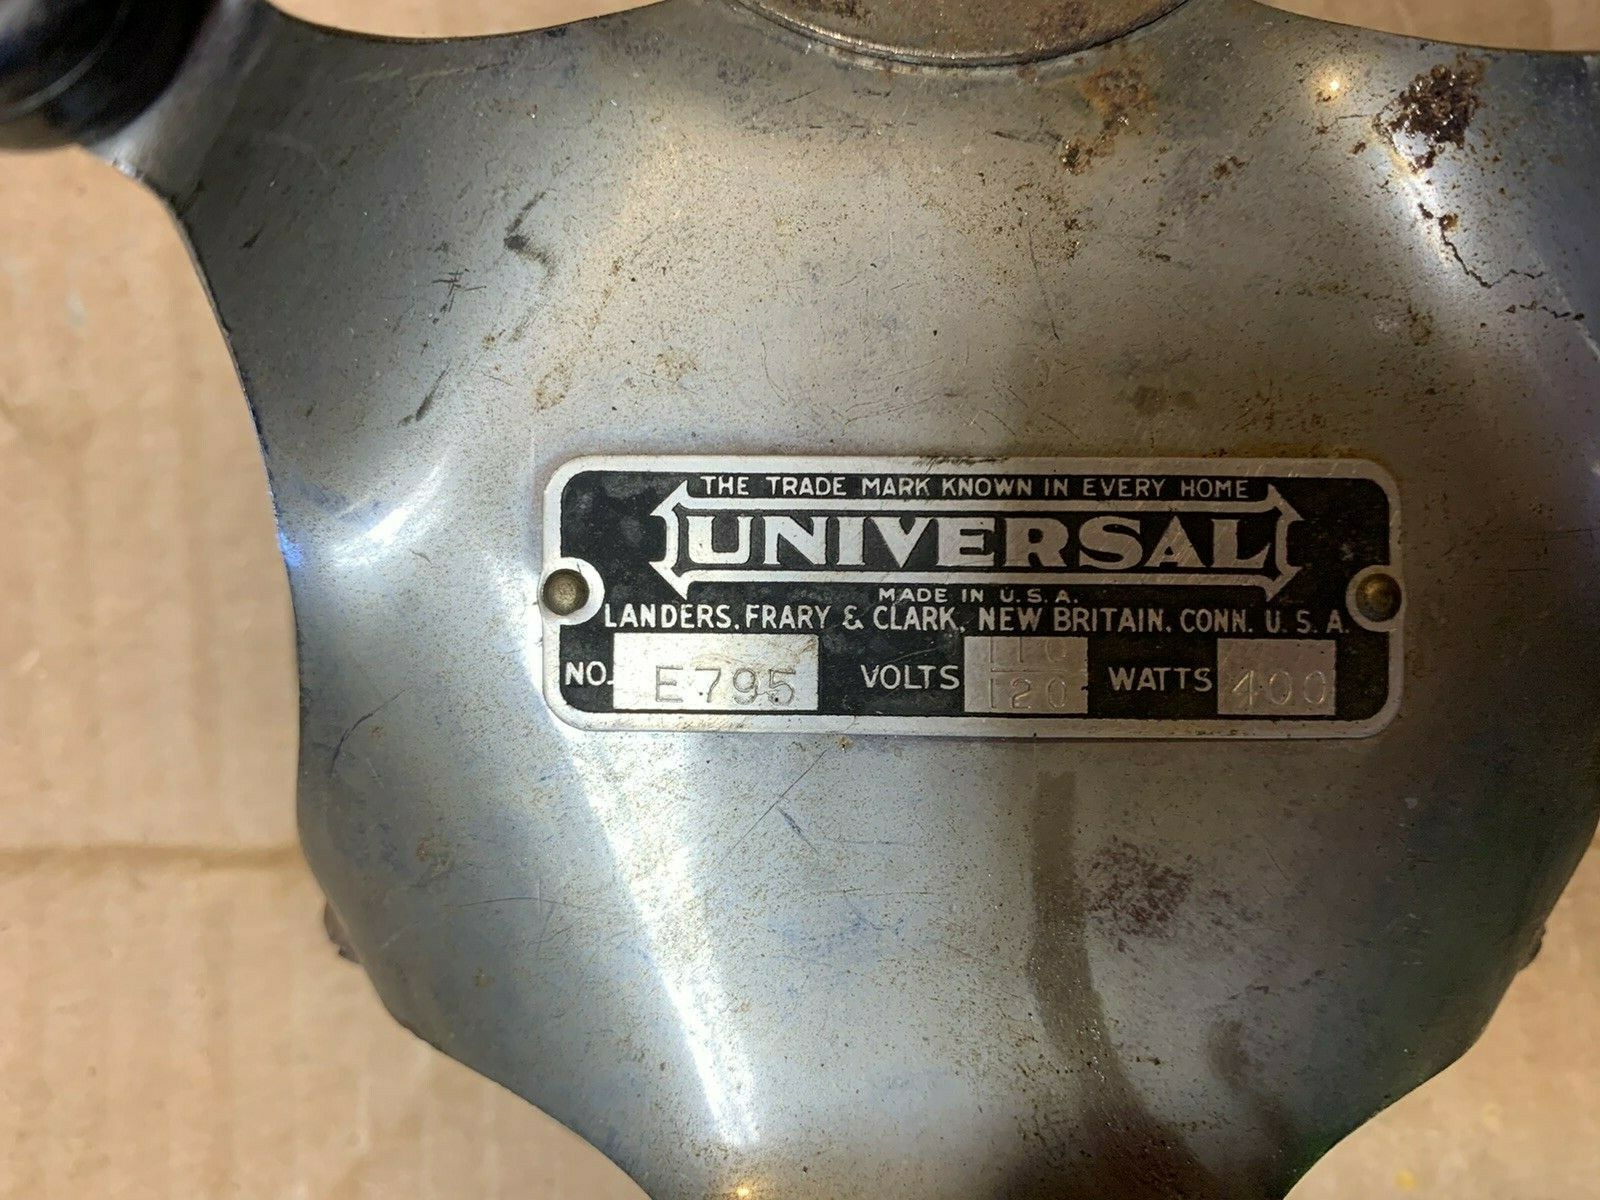 THE TRADE MARK KNOWN IN EVERY HOME
UNIVERSAL
MADE IN U.S.A.
LANDERS, FRARY & CLARK, NEW BRITAIN, CONN. U.S.A.
NO. E795 VOLTS 110 120 WATTS 400